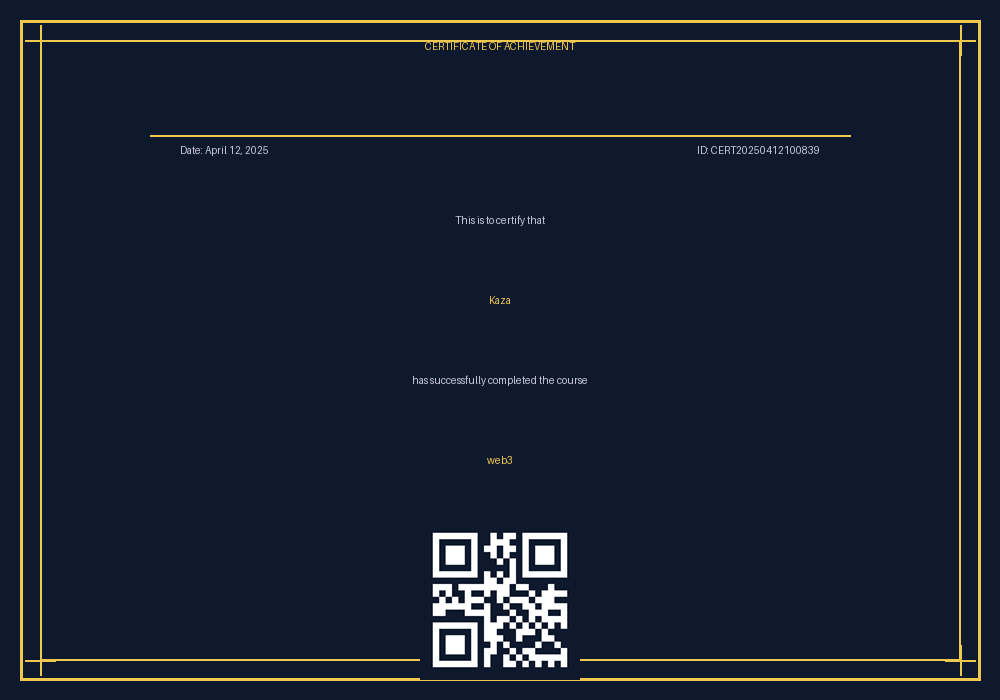 CERTIFICATE OF ACHIEVEMENT
Date: April 12, 2025 ID: CERT20250412100839
This is to certify that
Kaza
has successfully completed the course
web3